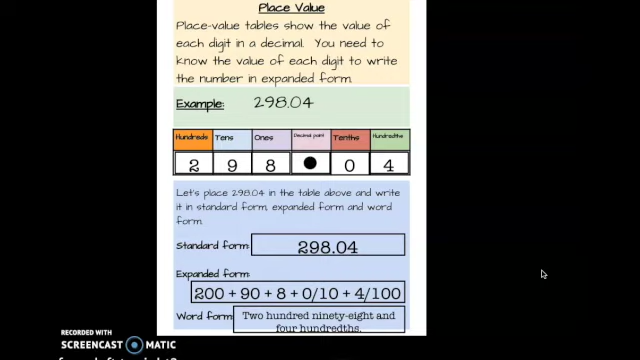 Place Value
Place-value tables show the value of
each digit in a decimal. You need to
know the value of each digit to write
the number in expanded form.
Example: 298.04
Hundreds Tens Ones Decimal point Tenths Hundredths
2 9 8 ● 0 4
Let's place 298.04 in the table above and write
it in standard form, expanded form and word
form.
Standard form: 298.04
Expanded form:
200 + 90 + 8 + 0/10 + 4/100
Word form: Two hundred ninety-eight and
four hundredths.
RECORDED WITH
SCREENCAST MATIC